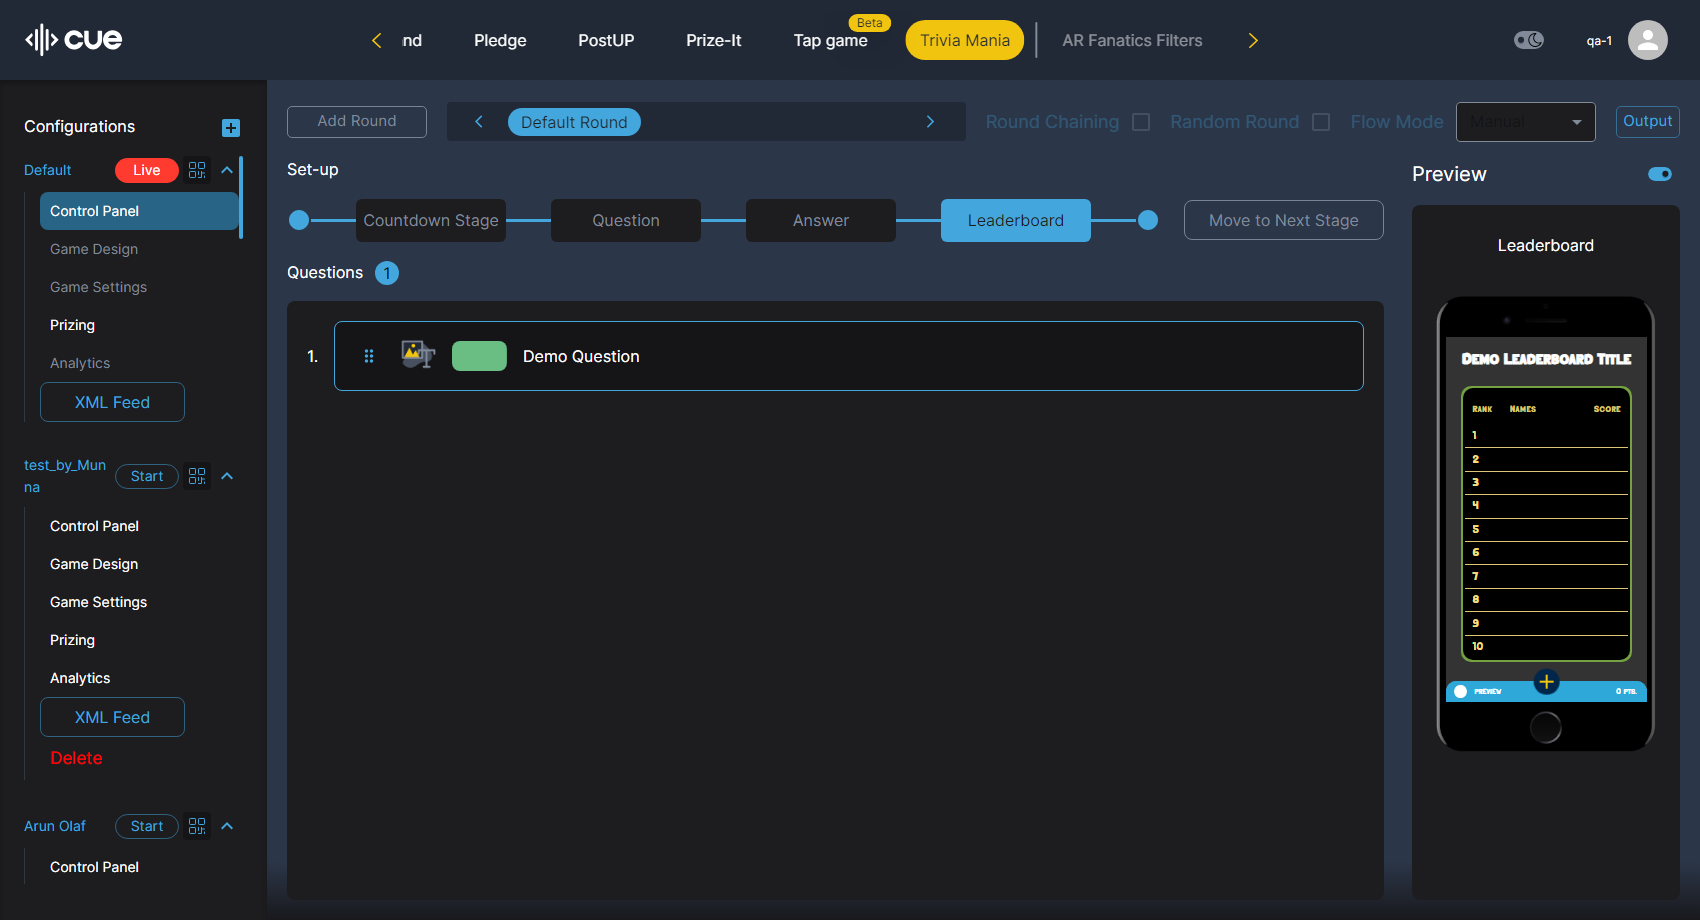 cue
nd
Pledge
PostUP
Prize-It
Tap game
Beta
Trivia Mania
AR Fanatics Filters
qa-1
Configurations
Default
Live
Control Panel
Game Design
Game Settings
Prizing
Analytics
XML Feed
test_by_Mun
na
Start
Control Panel
Game Design
Game Settings
Prizing
Analytics
XML Feed
Delete
Arun Olaf
Start
Control Panel
Add Round
Default Round
Round Chaining
Random Round
Flow Mode
Manual
Output
Set-up
Countdown Stage
Question
Answer
Leaderboard
Move to Next Stage
Questions 1
1.
Demo Question
Preview
Leaderboard
Demo Leaderboard Title
Rank Names Score
1
2
3
4
5
6
7
8
9
10
PREVIEW
0 PTS.